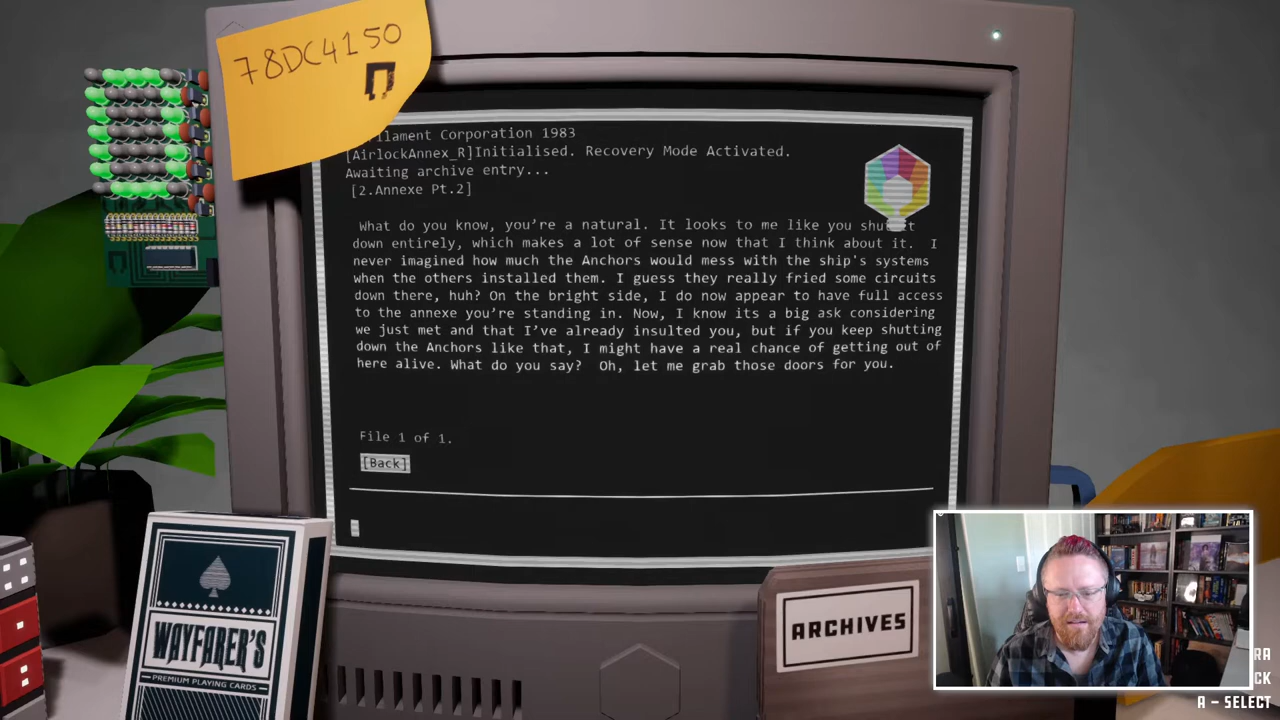 78DC4150
Corporation 1983
[AirlockAnnex_R]Initialised. Recovery Mode Activated.
Awaiting archive entry...
[2.Annexe Pt.2]
What do you know, you're a natural. It looks to me like you shut it
down entirely, which makes a lot of sense now that I think about it. I
never imagined how much the Anchors would mess with the ship's systems
when the others installed them. I guess they really fried some circuits
down there, huh? On the bright side, I do now appear to have full access
to the annexe you're standing in. Now, I know its a big ask considering
we just met and that I've already insulted you, but if you keep shutting
down the Anchors like that, I might have a real chance of getting out of
here alive. What do you say? Oh, let me grab those doors for you.
File 1 of 1.
[Back]
WAYFARER'S
PREMIUM PLAYING CARDS
ARCHIVES
RA
CK
A - SELECT